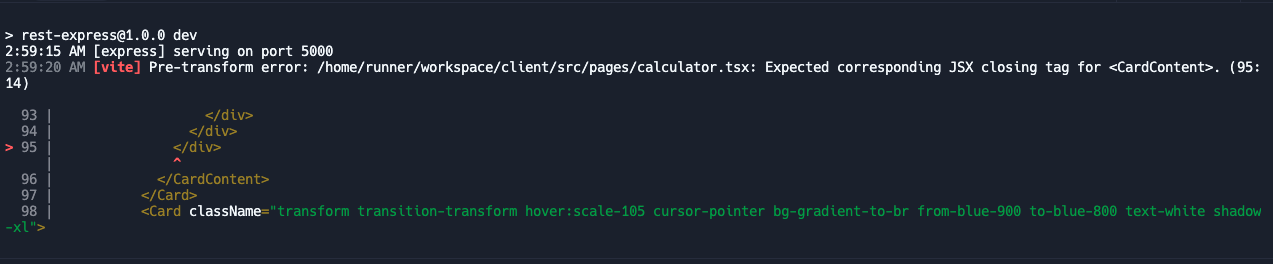 > rest-express@1.0.0 dev
2:59:15 AM [express] serving on port 5000
2:59:20 AM [vite] Pre-transform error: /home/runner/workspace/client/src/pages/calculator.tsx: Expected corresponding JSX closing tag for <CardContent>. (95:
14)
  93 |                   </div>
  94 |                 </div>
> 95 |               </div>
     |               ^
  96 |             </CardContent>
  97 |           </Card>
  98 |           <Card className="transform transition-transform hover:scale-105 cursor-pointer bg-gradient-to-br from-blue-900 to-blue-800 text-white shadow
-xl">